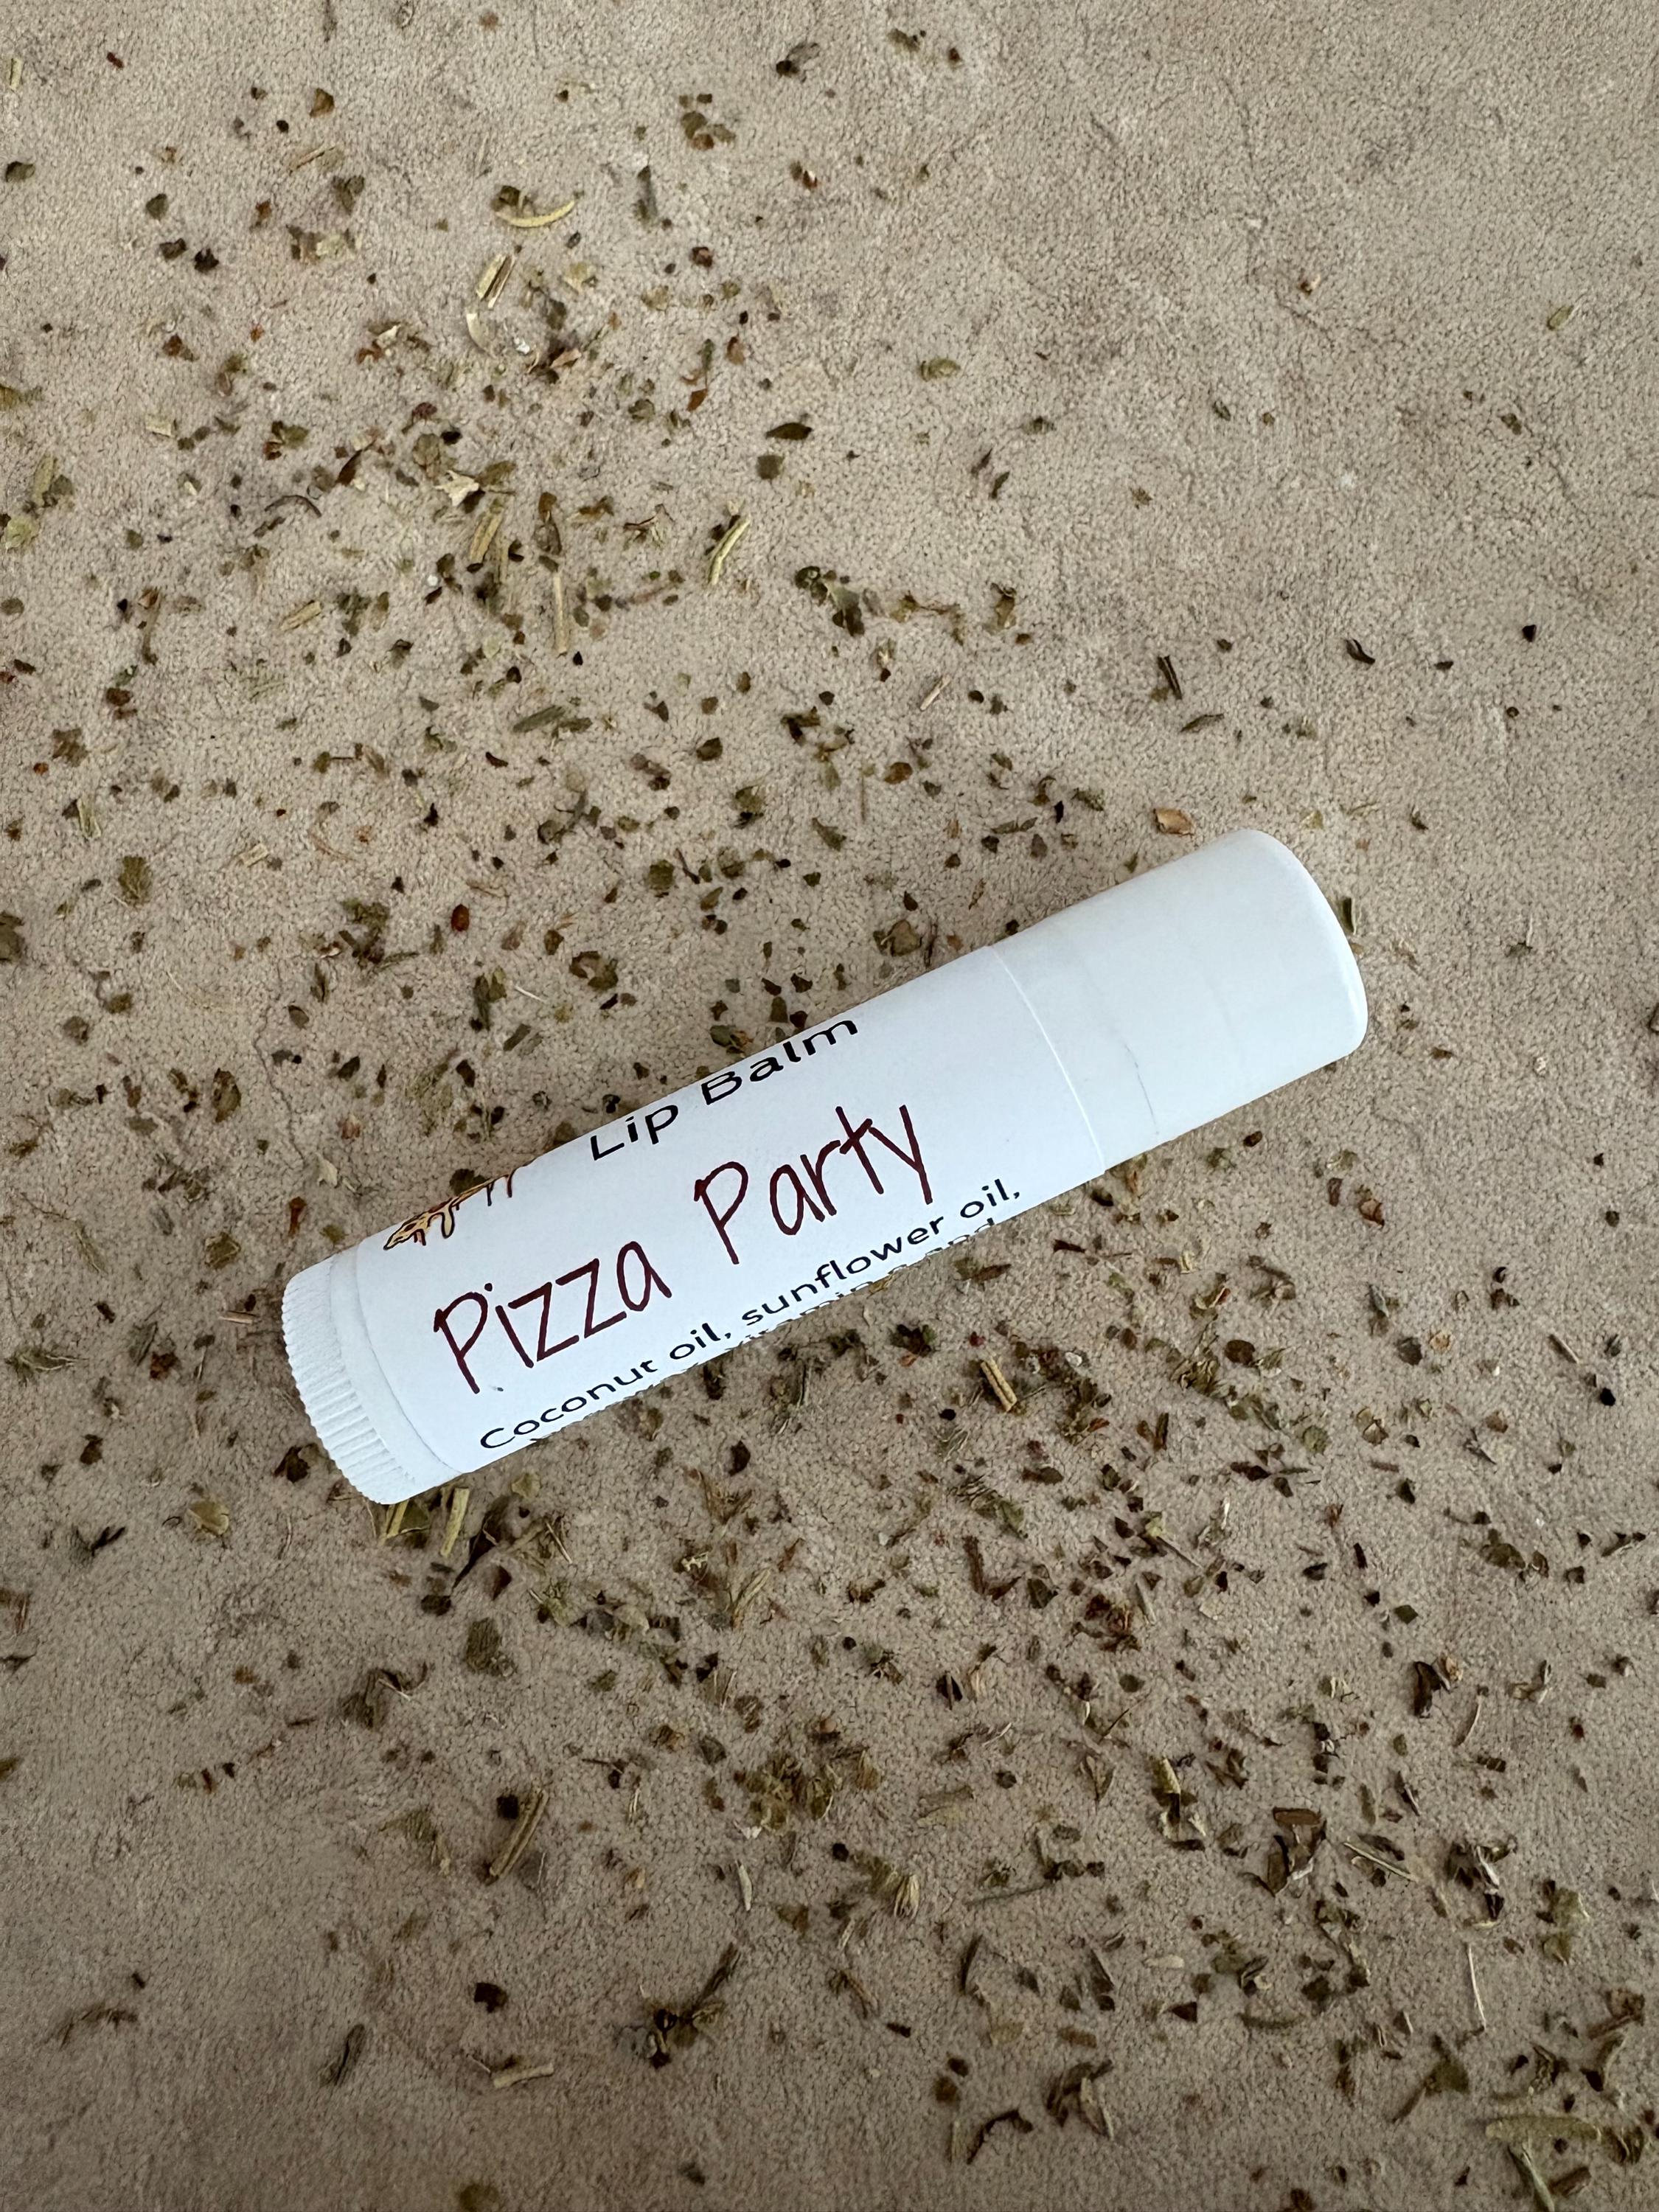 Lip Balm
Pizza Party
Coconut oil, sunflower oil,